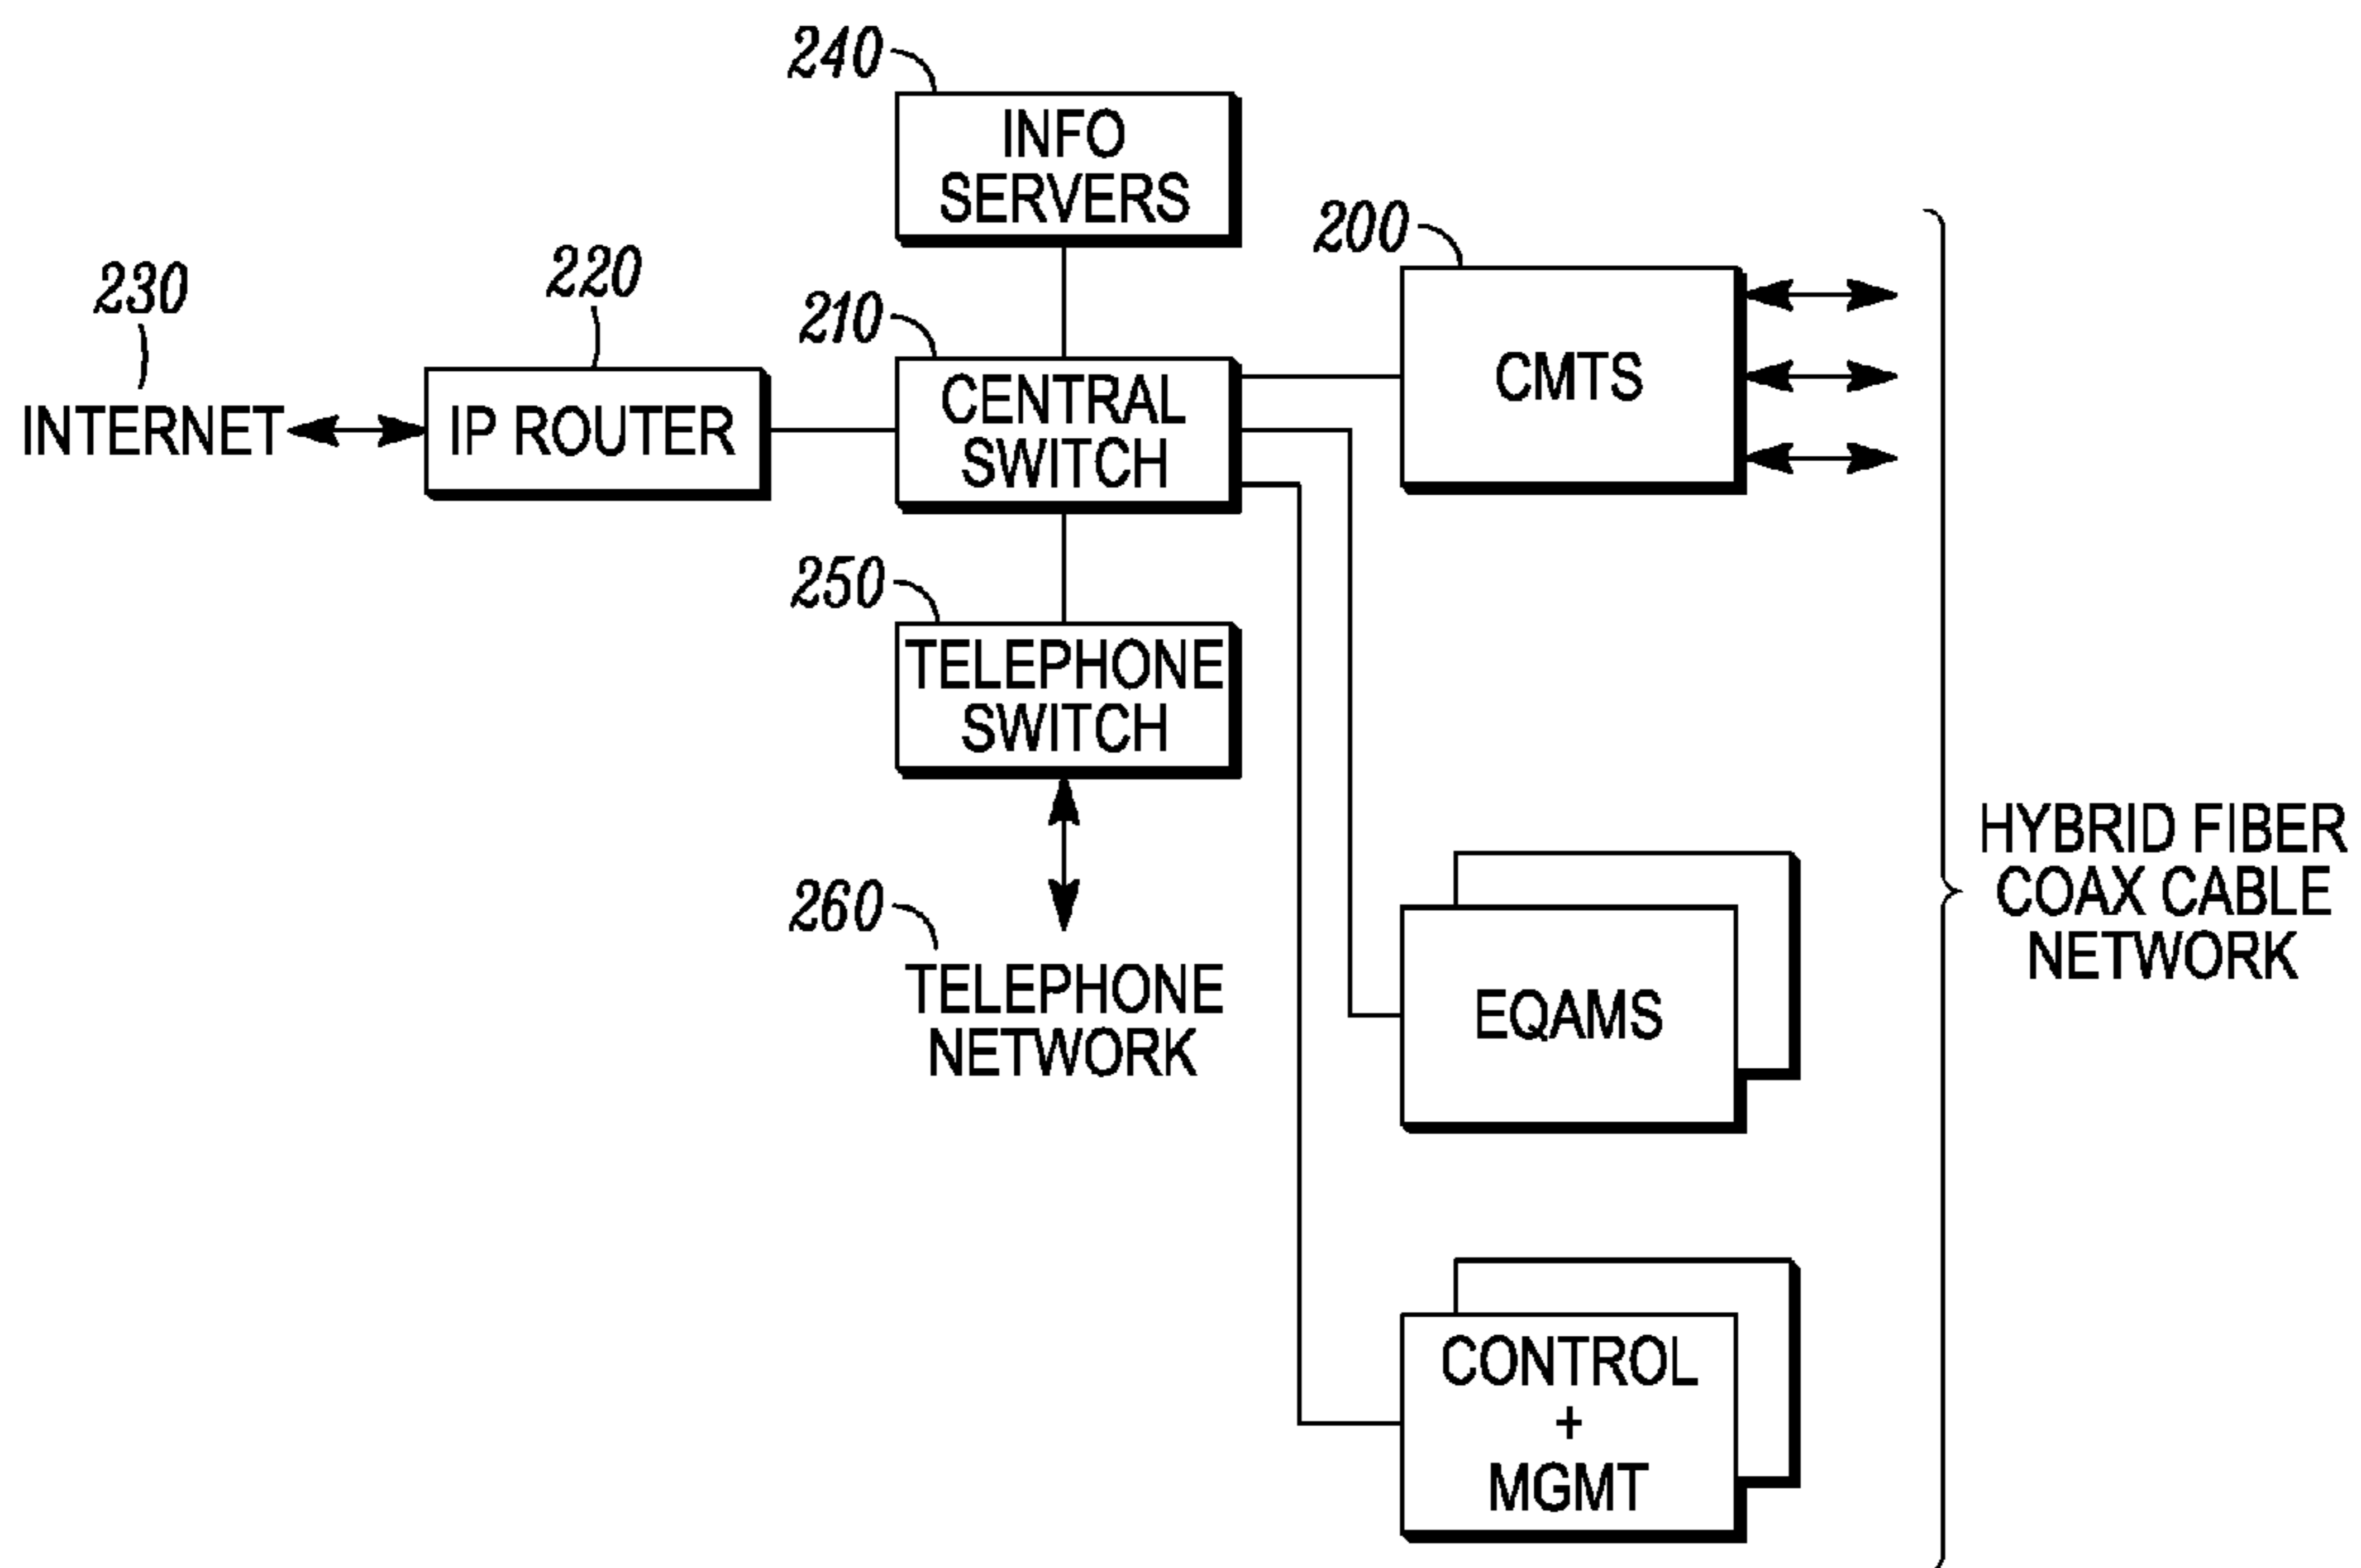 240
INFO
SERVERS
200
CMTS
230
INTERNET
220
IP ROUTER
210
CENTRAL
SWITCH
250
TELEPHONE
SWITCH
260
TELEPHONE
NETWORK
EQAMS
CONTROL
+
MGMT
HYBRID FIBER
COAX CABLE
NETWORK